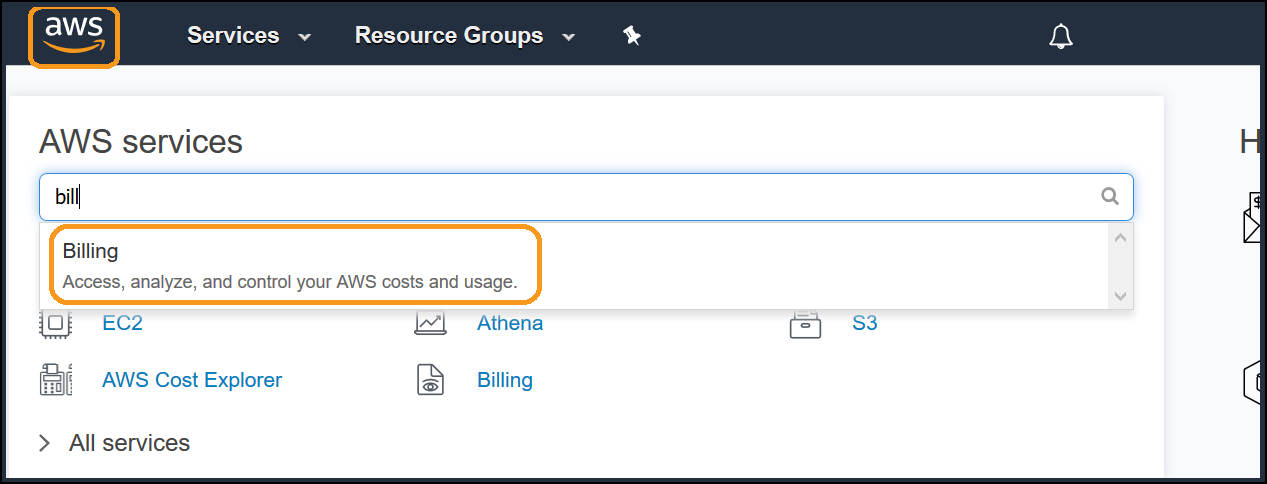 aws Services Resource Groups
AWS services
H
bill
$
Billing
Access, analyze, and control your AWS costs and usage.
EC2 Athena S3
AWS Cost Explorer Billing
All services